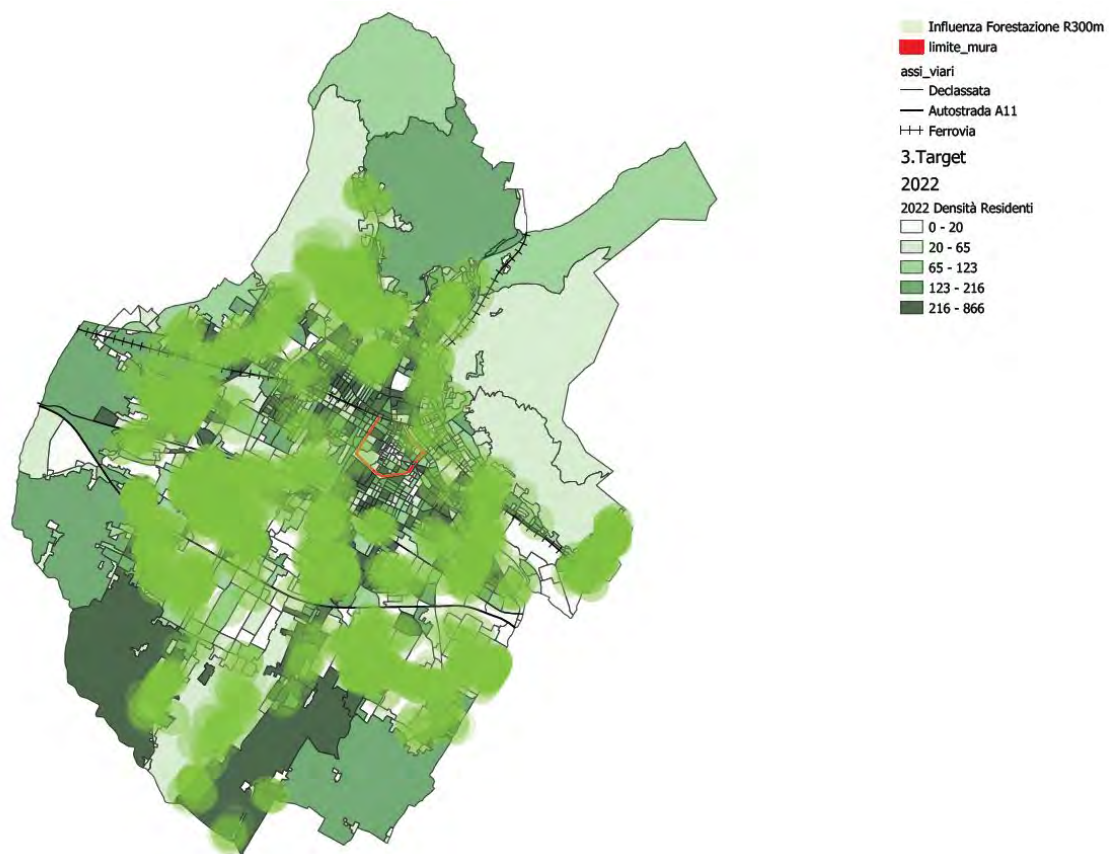 Influenza Forestazione R300m
limite_mura
assi_viari
Declassata
Autostrada A11
Ferrovia
3.Target
2022
2022 Densità Residenti
0 - 20
20 - 65
65 - 123
123 - 216
216 - 866